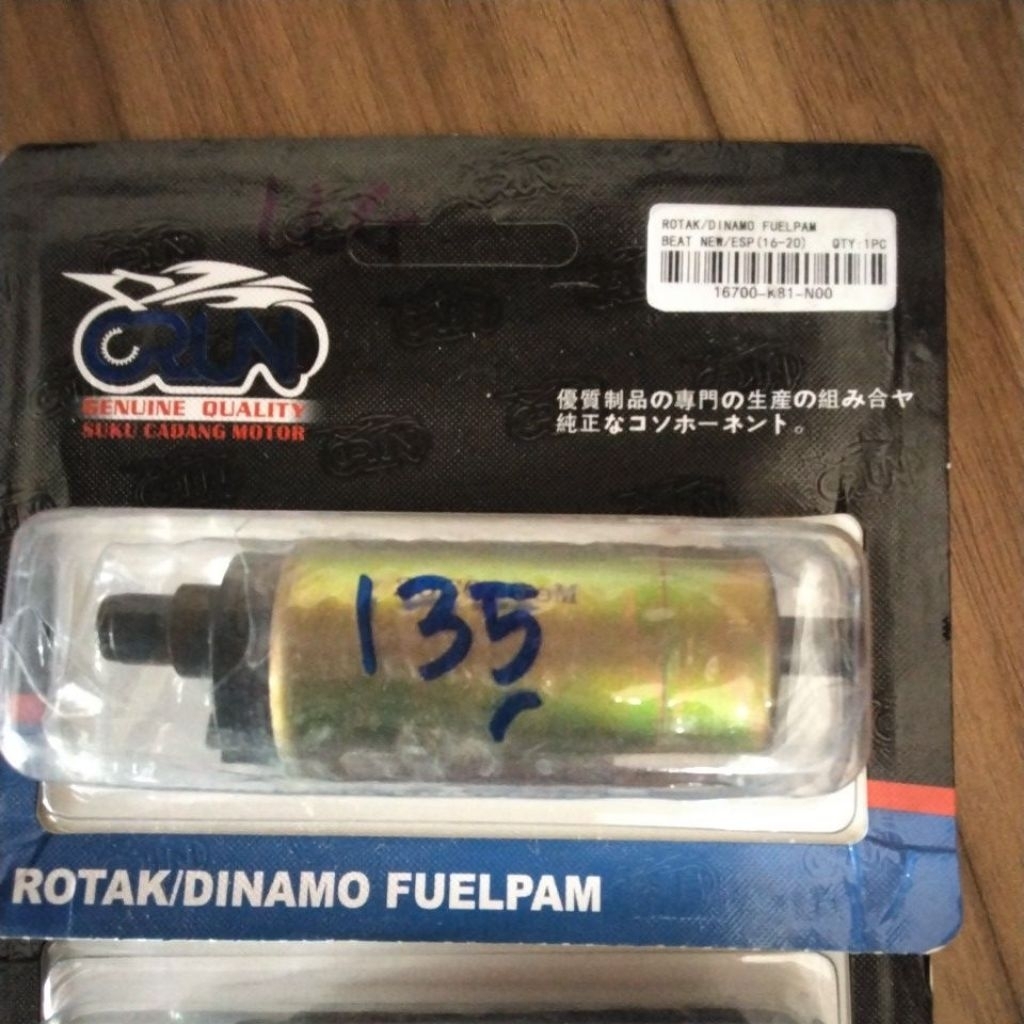 ROTAK/DINAMO FUELPAM
BEAT NEW/ESP(16-20) QTY:1PC
16700-K81-N00
CRUN
GENUINE QUALITY
SUKU CADANG MOTOR
優質制品の専門の生産の組み合ヤ
純正なコソホーネント。
135
ROTAK/DINAMO FUELPAM